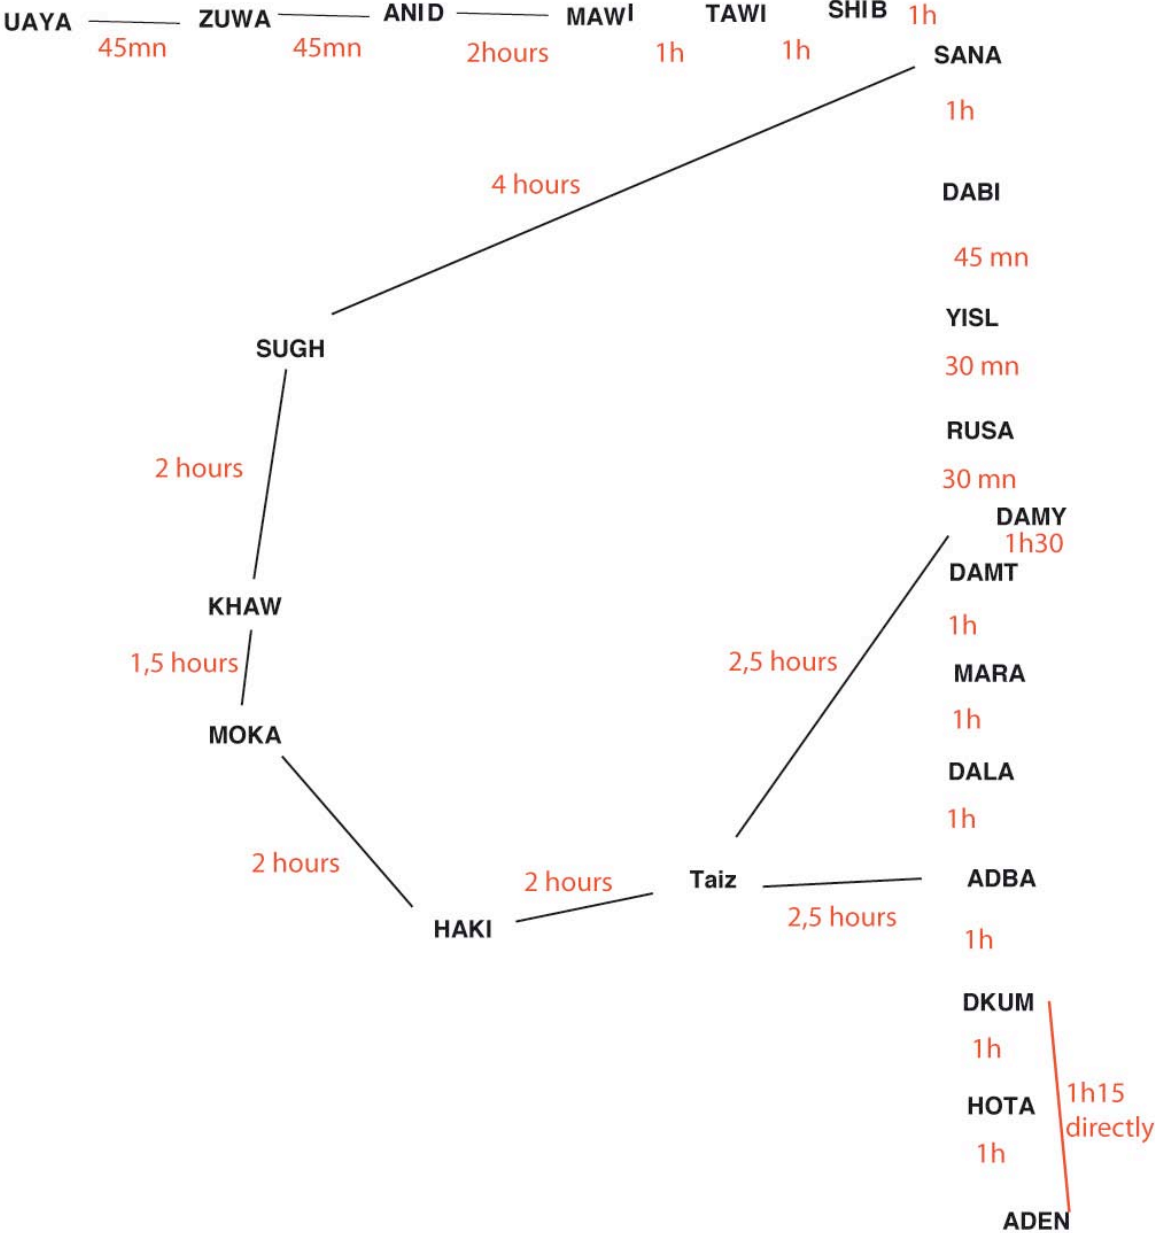 UAYA
ZUWA
ANID
MAWI
TAWI
SHIB
1h
45mn
45mn
2hours
1h
1h
SANA
1h
4 hours
DABI
45 mn
YISL
SUGH
30 mn
RUSA
2 hours
30 mn
DAMY
1h30
DAMT
KHAW
1h
1,5 hours
2,5 hours
MARA
1h
MOKA
DALA
1h
2 hours
2 hours
Taiz
ADBA
2,5 hours
HAKI
1h
DKUM
1h
1h15
directly
HOTA
1h
ADEN